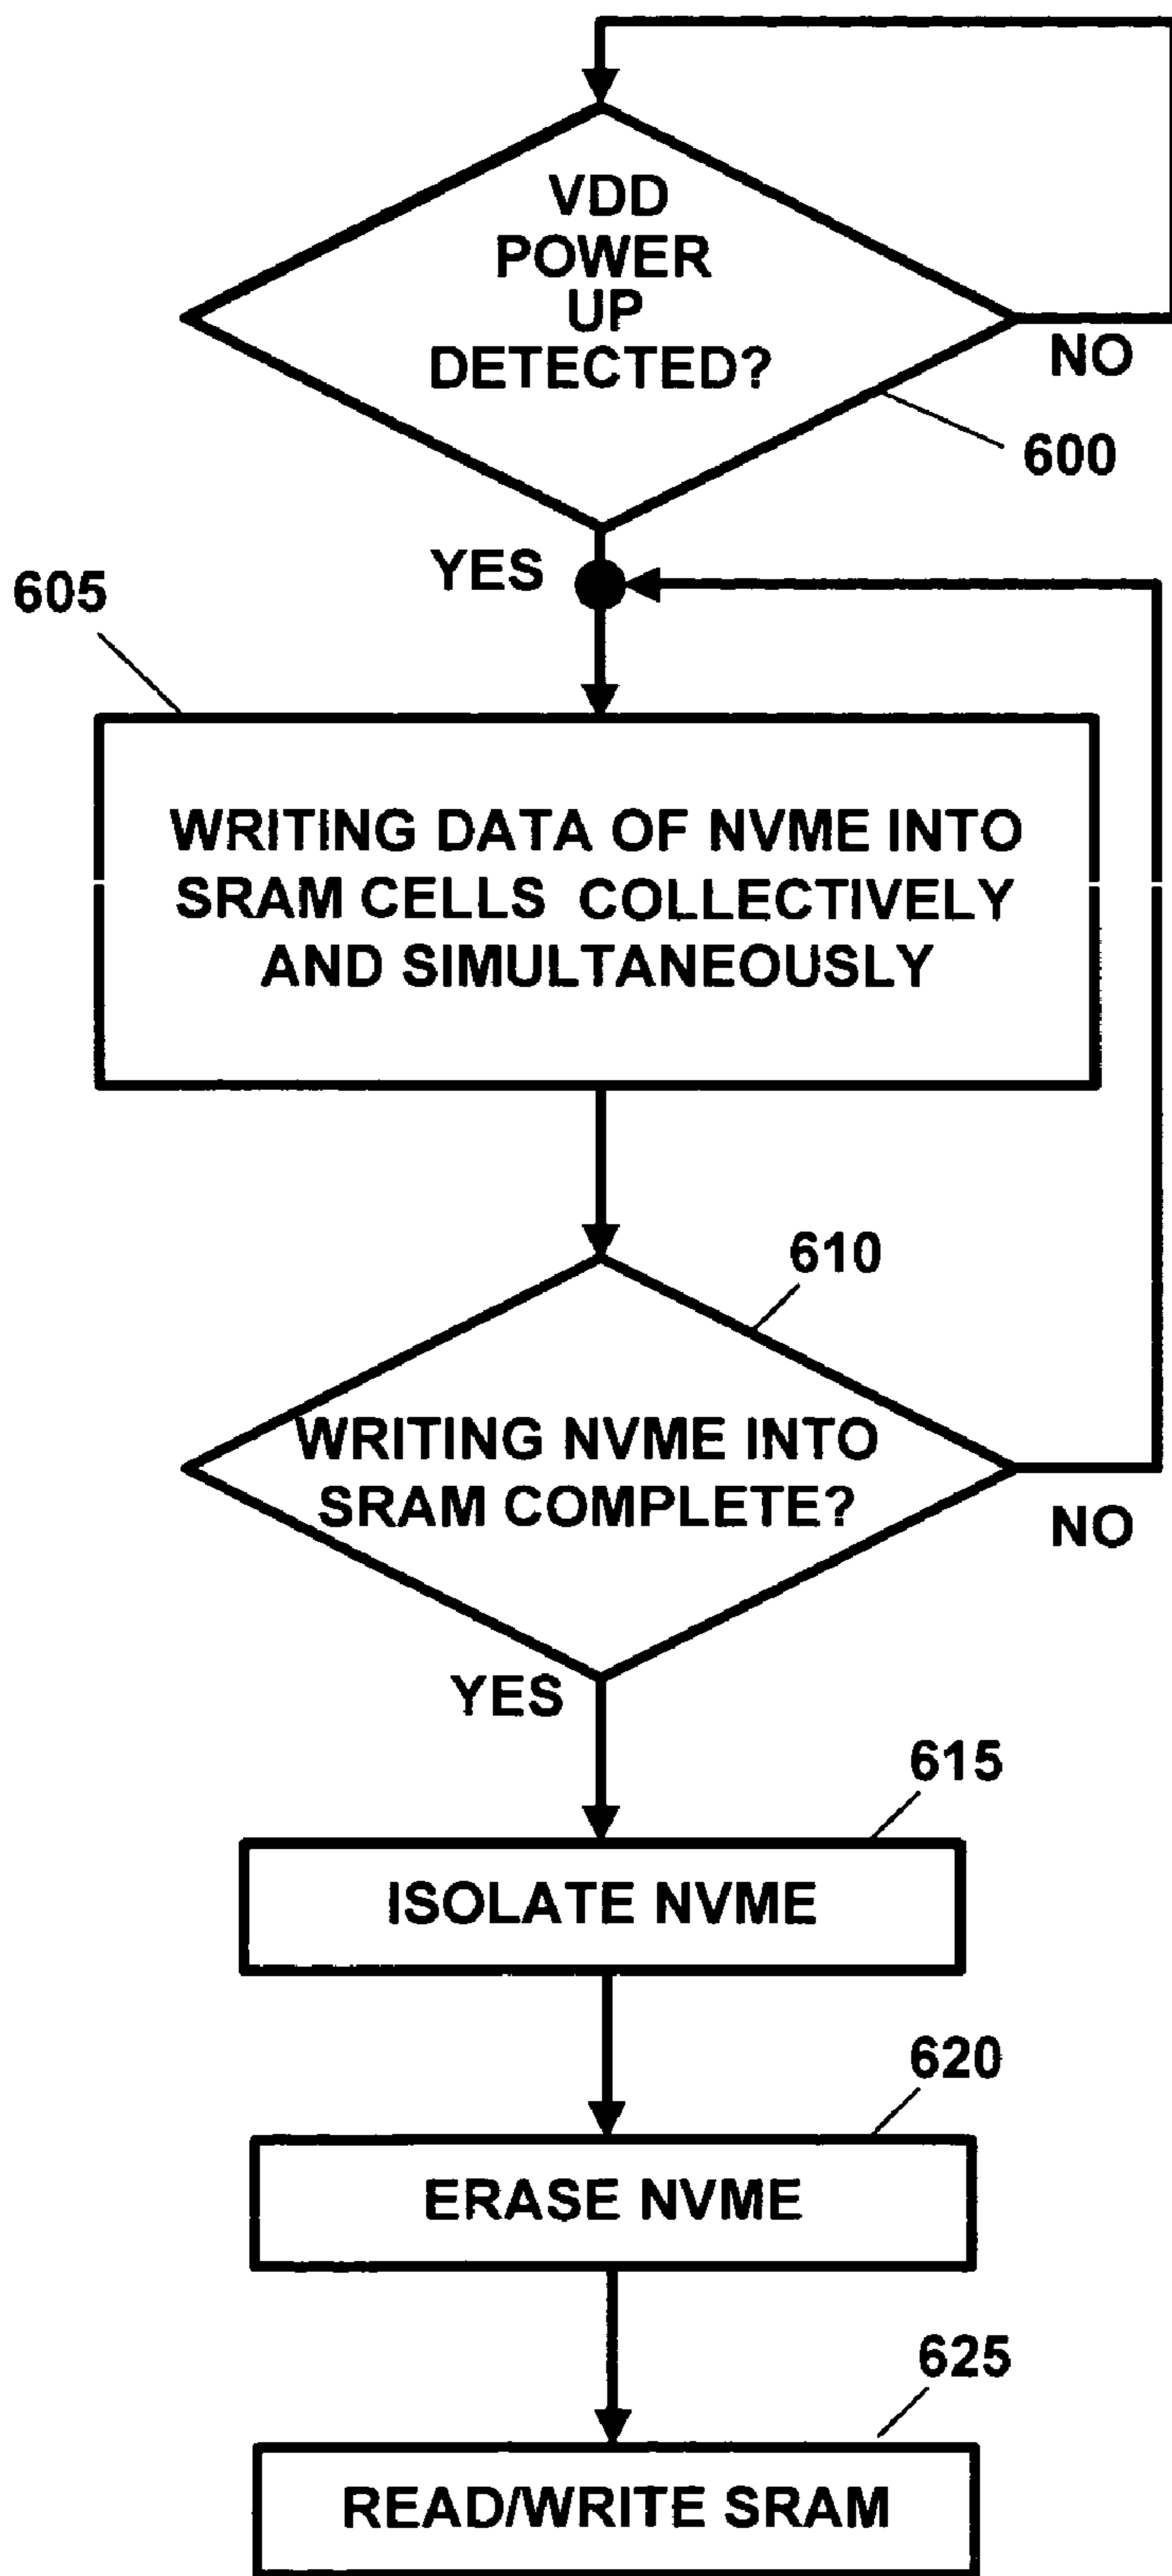 VDD
POWER
UP
DETECTED?
NO
600
YES
605
WRITING DATA OF NVME INTO
SRAM CELLS COLLECTIVELY
AND SIMULTANEOUSLY
610
WRITING NVME INTO
SRAM COMPLETE?
NO
YES
615
ISOLATE NVME
620
ERASE NVME
625
READ/WRITE SRAM